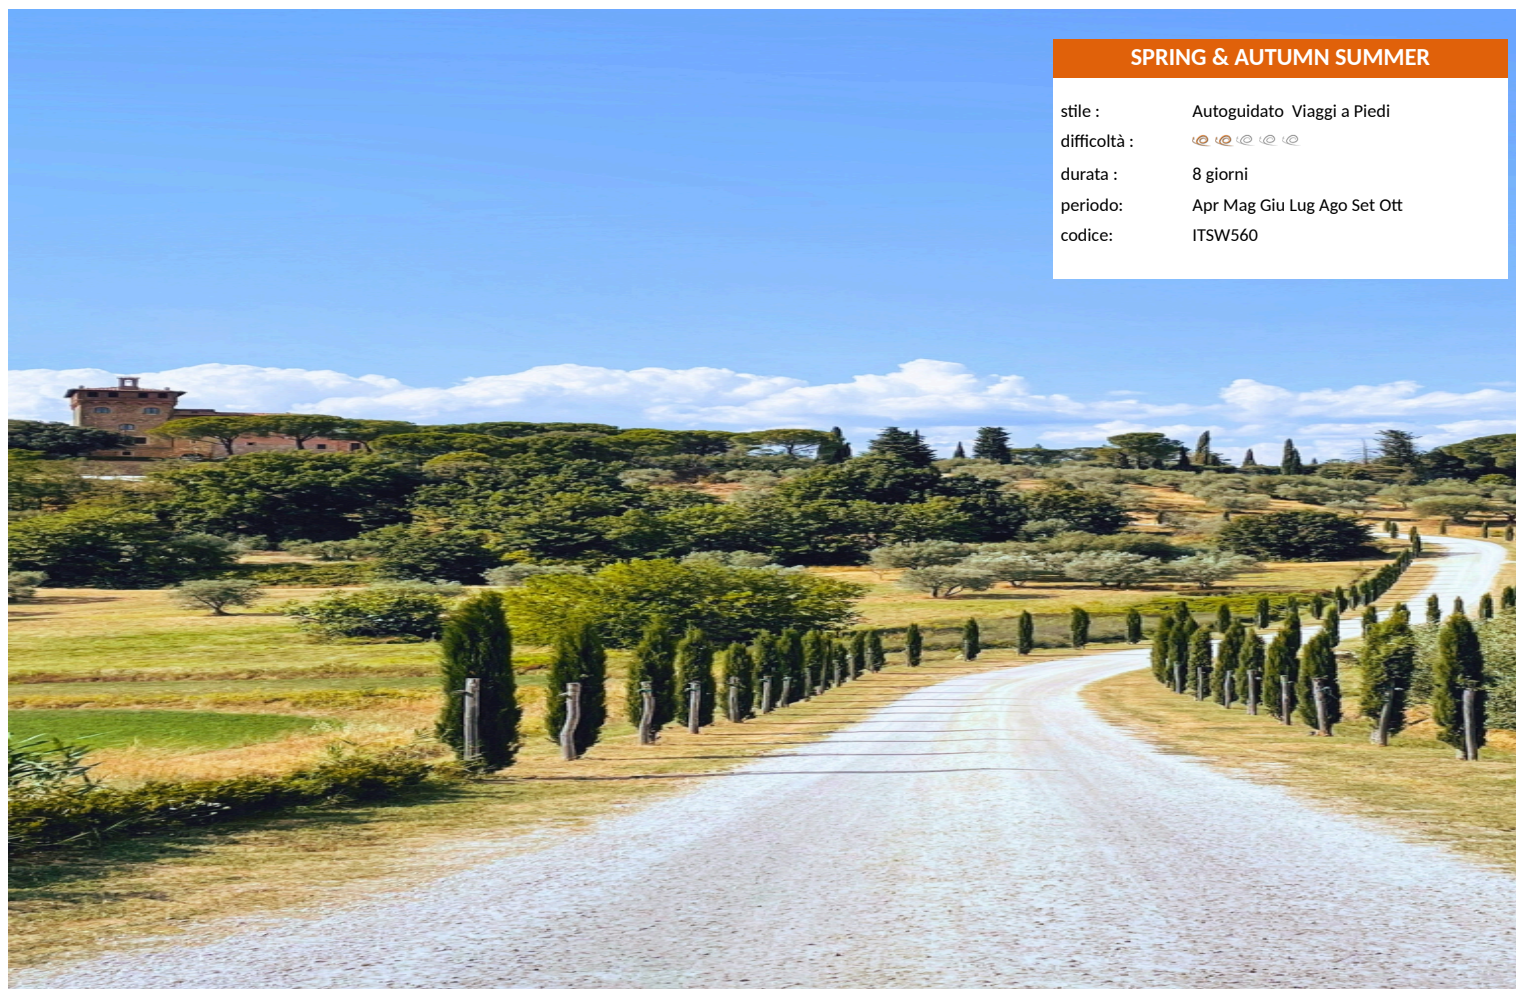 SPRING & AUTUMN SUMMER
stile : Autoguidato  Viaggi a Piedi
difficoltà :
durata : 8 giorni
periodo: Apr Mag Giu Lug Ago Set Ott
codice: ITSW560